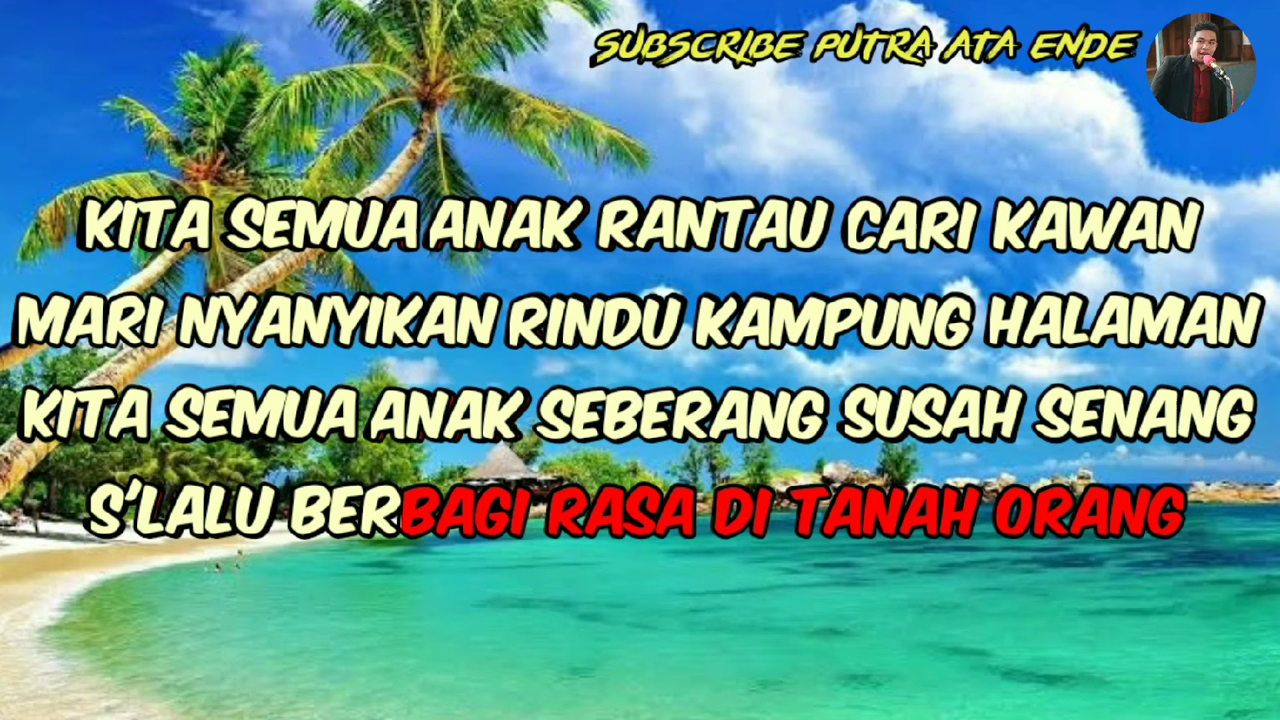 SUBSCRIBE PUTRA ATA ENDE
KITA SEMUA ANAK RANTAU CARI KAWAN
MARI NYANYIKAN RINDU KAMPUNG HALAMAN
KITA SEMUA ANAK SEBERANG SUSAH SENANG
S'LALU BERBAGI RASA DI TANAH ORANG